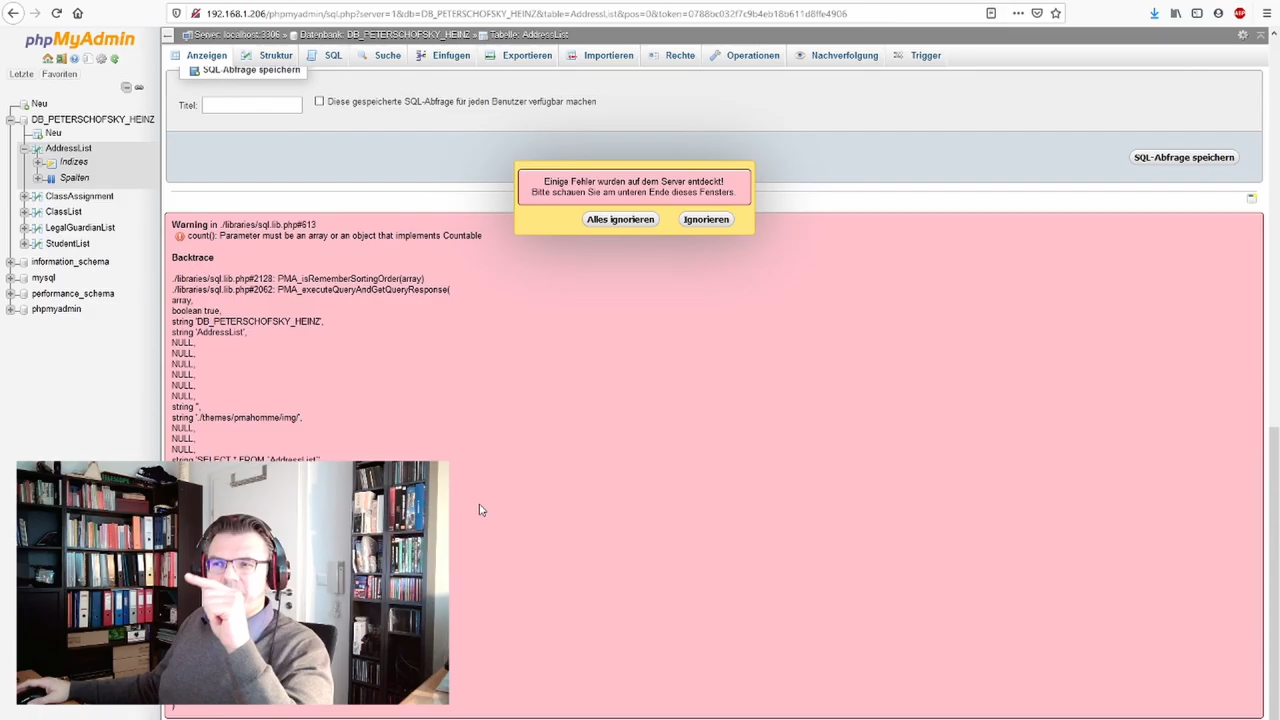 192.168.1.206/phpmyadmin/sql.php?server=1&db=DB_PETERSCHOFSKY_HEINZ&table=AddressList&pos=0&token=0788bc032f7c9b4eb18b611d8ffe4906
phpMyAdmin
Letzte Favoriten
Neu
DB_PETERSCHOFSKY_HEINZ
Neu
AddressList
Indizes
Spalten
ClassAssignment
ClassList
LegalGuardianList
StudentList
information_schema
mysql
performance_schema
phpmyadmin
Server: localhost:3306 » Datenbank: DB_PETERSCHOFSKY_HEINZ » Tabelle: AddressList
Anzeigen Struktur SQL Suche Einfügen Exportieren Importieren Rechte Operationen Nachverfolgung Trigger
SQL-Abfrage speichern
Titel: Diese gespeicherte SQL-Abfrage für jeden Benutzer verfügbar machen
SQL-Abfrage speichern
Einige Fehler wurden auf dem Server entdeckt!
Bitte schauen Sie am unteren Ende dieses Fensters.
Alles ignorieren Ignorieren
Warning in ./libraries/sql.lib.php#613
count(): Parameter must be an array or an object that implements Countable
Backtrace
./libraries/sql.lib.php#2128: PMA_isRememberSortingOrder(array)
./libraries/sql.lib.php#2062: PMA_executeQueryAndGetQueryResponse(
array,
boolean true,
string 'DB_PETERSCHOFSKY_HEINZ',
string 'AddressList',
NULL,
NULL,
NULL,
NULL,
NULL,
NULL,
string '',
string './themes/pmahomme/img/',
NULL,
NULL,
NULL,
string 'SELECT * FROM `AddressList`'
)